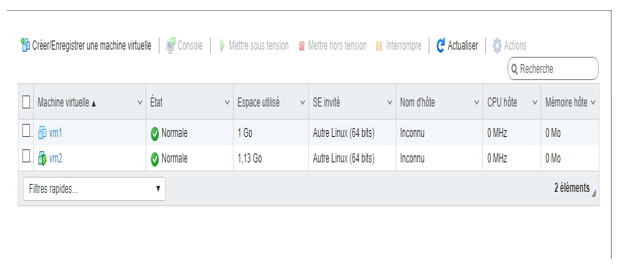 Créer/Enregistrer une machine virtuelle | Console | Mettre sous tension Mettre hors tension Interrompre | Actualiser | Actions
Recherche
Machine virtuelle État Espace utilisé SE invité Nom d'hôte CPU hôte Mémoire hôte
vm1 Normale 1 Go Autre Linux (64 bits) Inconnu 0 MHz 0 Mo
vm2 Normale 1,13 Go Autre Linux (64 bits) Inconnu 0 MHz 0 Mo
Filtres rapides... 2 éléments